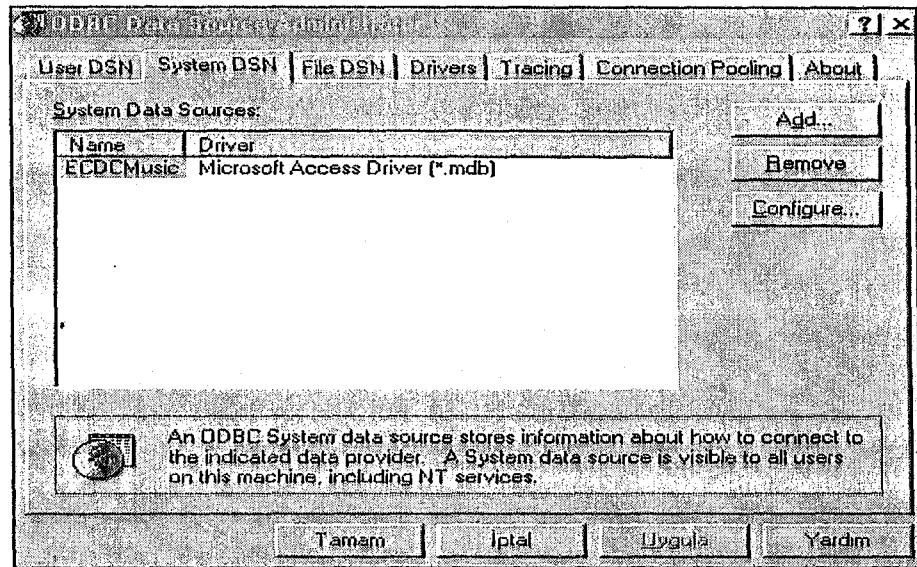 ODBC Data Source Administrator
User DSN System DSN File DSN Drivers Tracing Connection Pooling About
System Data Sources:
Name Driver
ECDCMusic Microsoft Access Driver (*.mdb)
Add...
Remove
Configure...
An ODBC System data source stores information about how to connect to
the indicated data provider. A System data source is visible to all users
on this machine, including NT services.
Tamam İptal Uygula Yardım